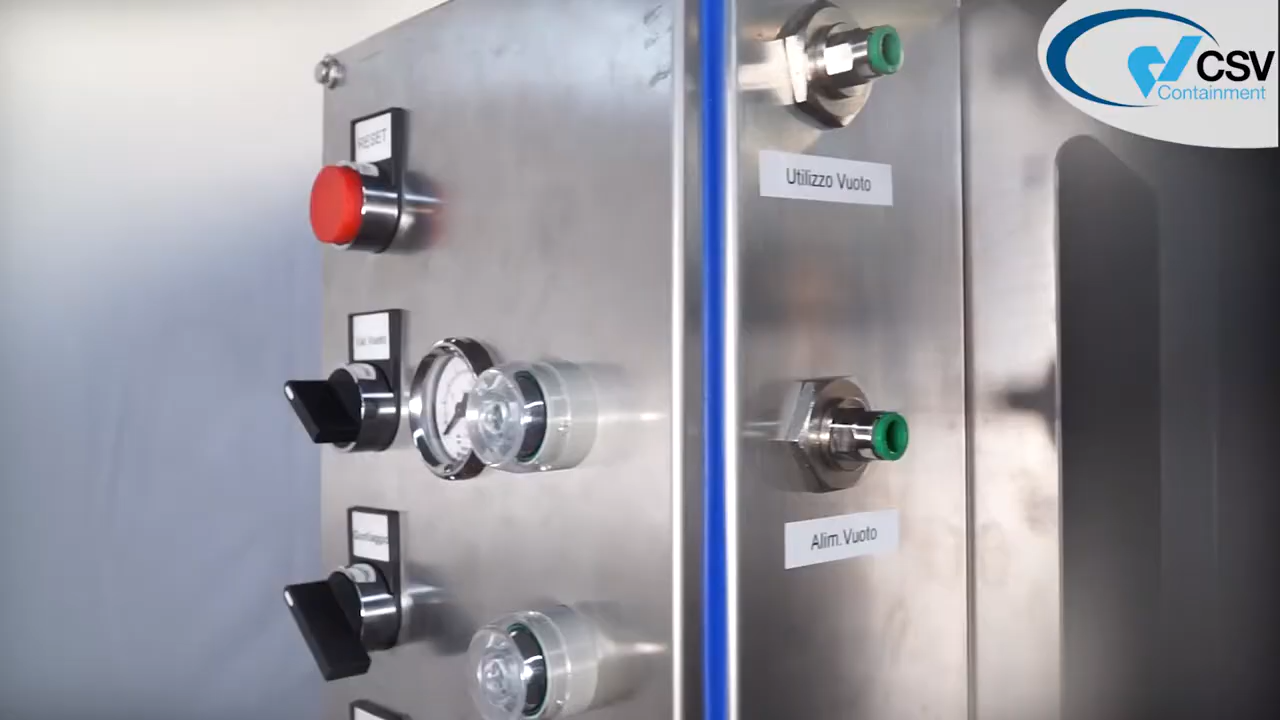 RESET
Utilizzo Vuoto
Alim. Vuoto
CSV
Containment